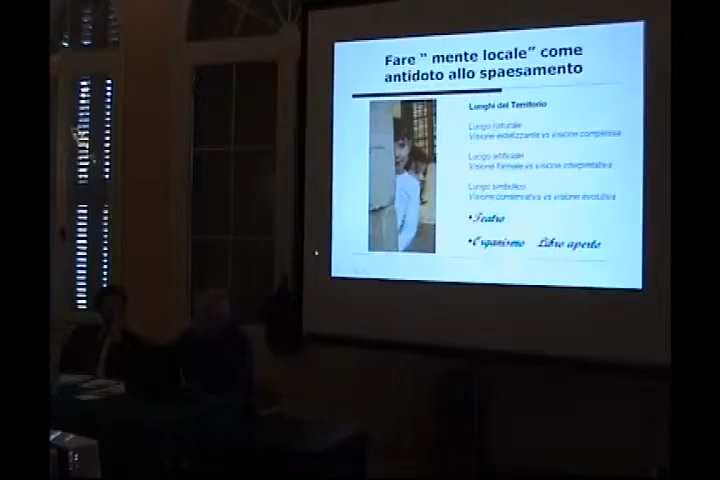 Fare “ mente locale” come
antidoto allo spaesamento
Luoghi del Territorio
Luogo naturale
Visione estetizzante vs visione complessa
Luogo artificiale
Visione formale vs visione interpretativa
Luogo simbolico
Visione conservativa vs visione evolutiva
•Teatro
•Organismo Libro aperto